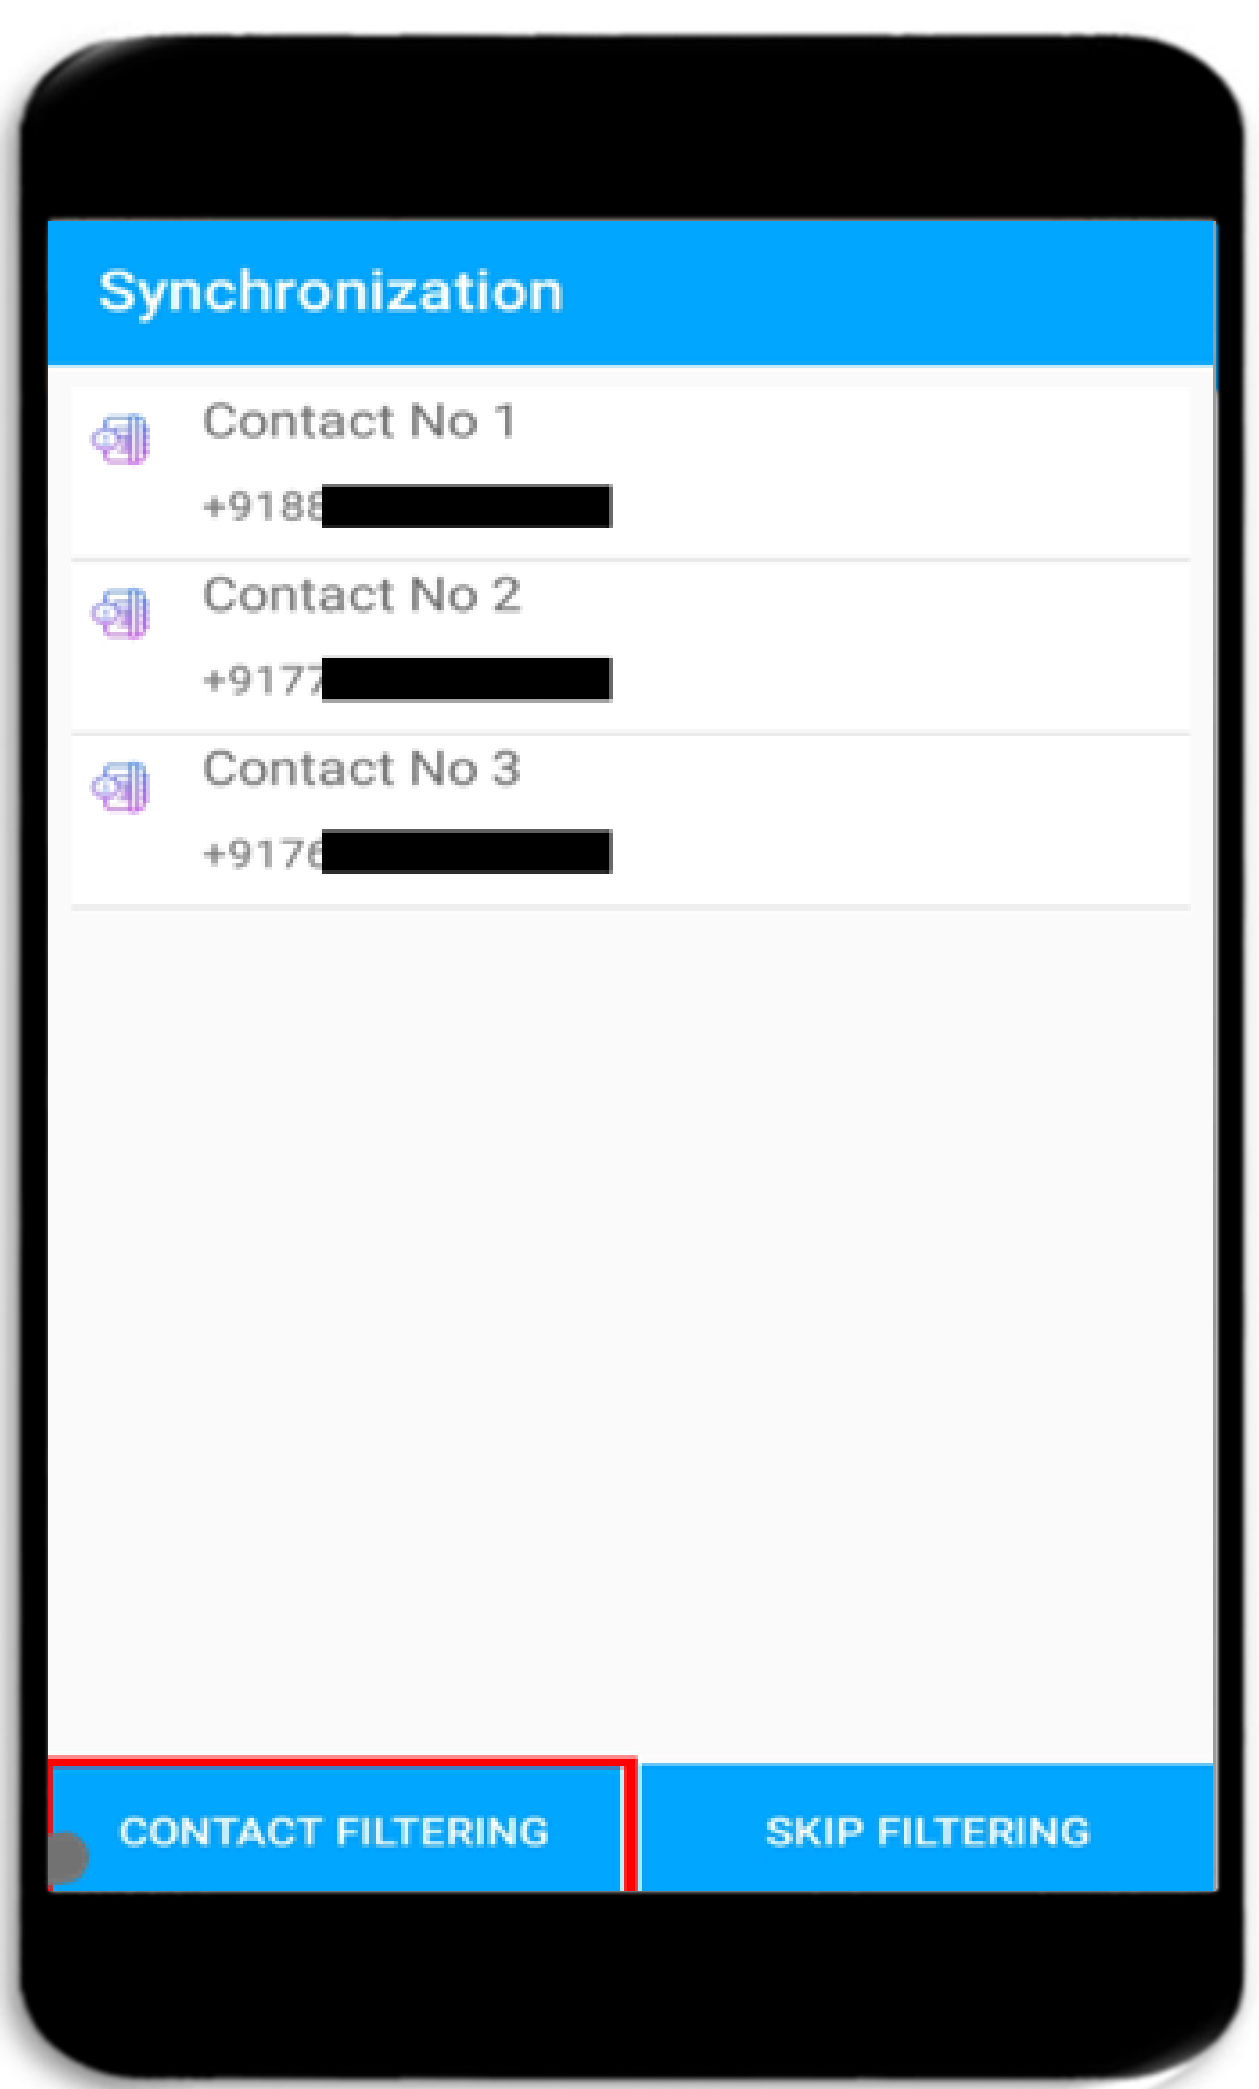 Synchronization
Contact No 1
+9188
Contact No 2
+9177
Contact No 3
+9176
CONTACT FILTERING
SKIP FILTERING